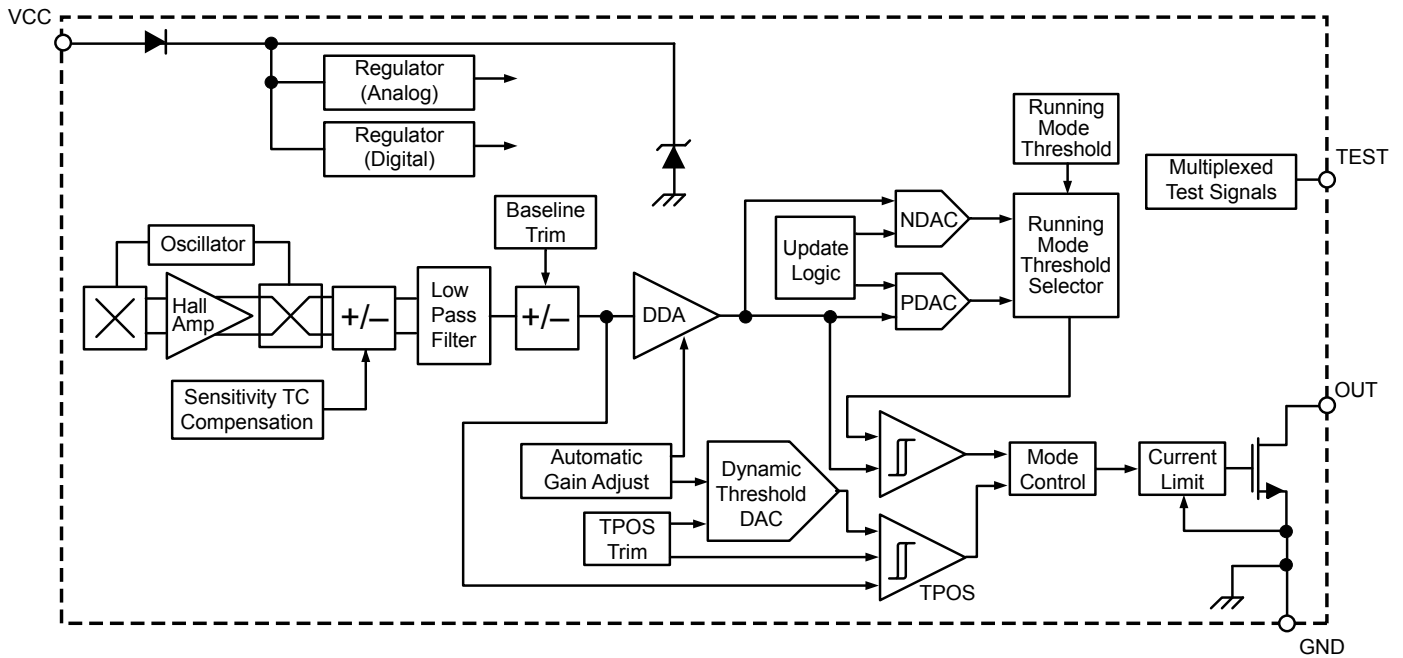 VCC
Regulator
(Analog)
Regulator
(Digital)
Running
Mode
Threshold
TEST
Multiplexed
Test Signals
Baseline
Trim
NDAC
Running
Mode
Threshold
Selector
Update
Logic
PDAC
Oscillator
Hall
Amp
+/–
Low
Pass
Filter
+/–
DDA
Sensitivity TC
Compensation
OUT
Automatic
Gain Adjust
Dynamic
Threshold
DAC
Mode
Control
Current
Limit
TPOS
Trim
TPOS
GND